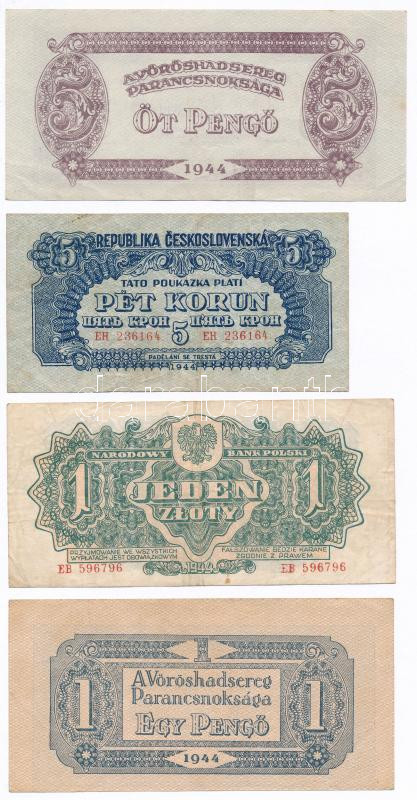 5
A VÖRÖSHADSEREG
PARANCSNOKSÁGA
ÖT PENGŐ
5
1944
REPUBLIKA ČESKOSLOVENSKÁ
5
5
TATO POUKÁZKA PLATÍ
PĚT KORUN
ПЯТЬ КРОН
5
П'ЯТЬ КРОН
EH 236164
EH 236164
PADĚLÁNÍ SE TRESTÁ
1944
darabanth
NARODOWY
BANK POLSKI
1
JEDEN
1
ZŁOTY
PRZYJMOWANIE WE WSZYSTKICH
WYPŁATACH JEST OBOWIĄZKOWYM
FAŁSZOWANIE BĘDZIE KARANE
ZGODNIE Z PRAWEM
1944
EB 596796
EB 596796
1
A Vöröshadsereg
Parancsnoksága
1
EGY PENGŐ
1
1944